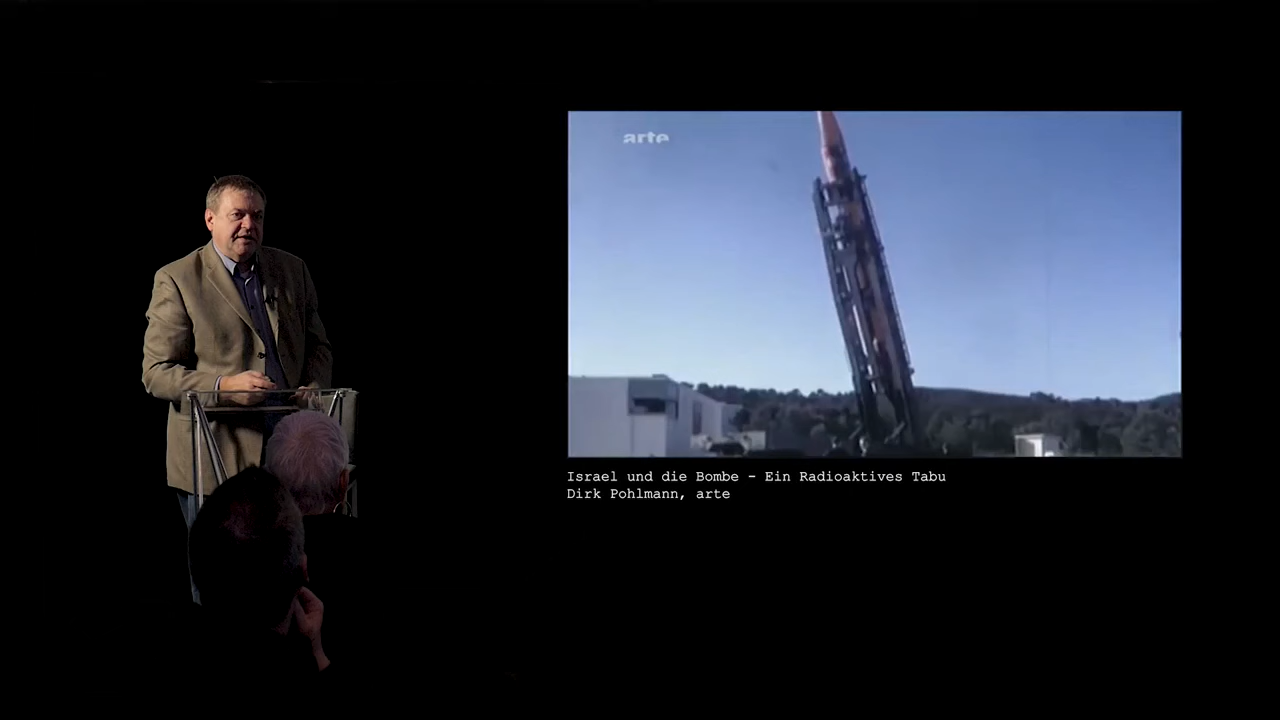 arte
Israel und die Bombe - Ein Radioaktives Tabu
Dirk Pohlmann, arte